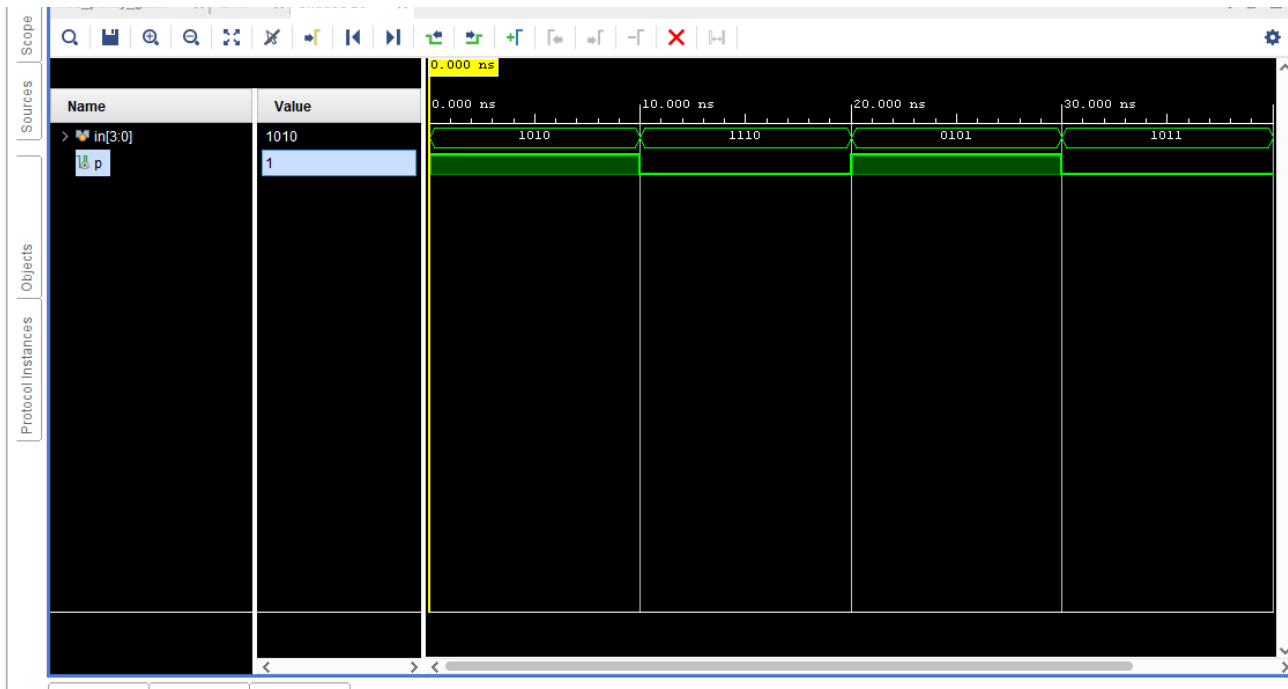 Scope
Sources
Objects
Protocol Instances
0.000 ns
Name
Value
0.000 ns
10.000 ns
20.000 ns
30.000 ns
in[3:0]
1010
1010
1110
0101
1011
p
1